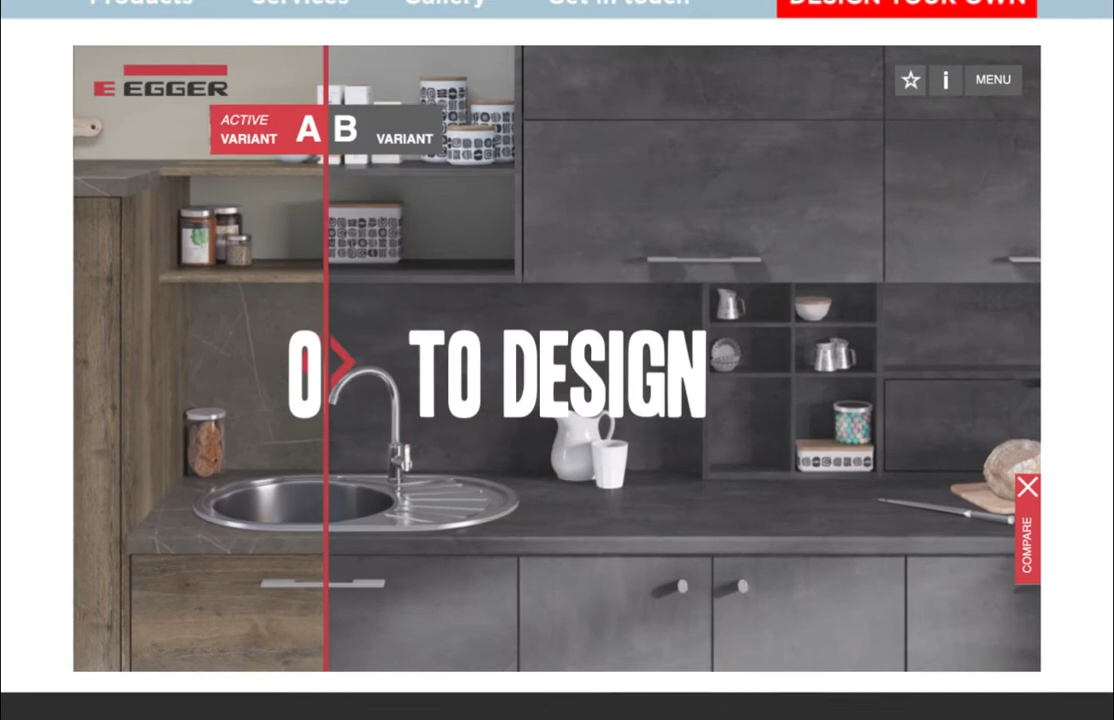 Products Services Gallery Get in touch DESIGN YOUR OWN
E EGGER
MENU
ACTIVE
VARIANT A B VARIANT
O TO DESIGN
COMPARE